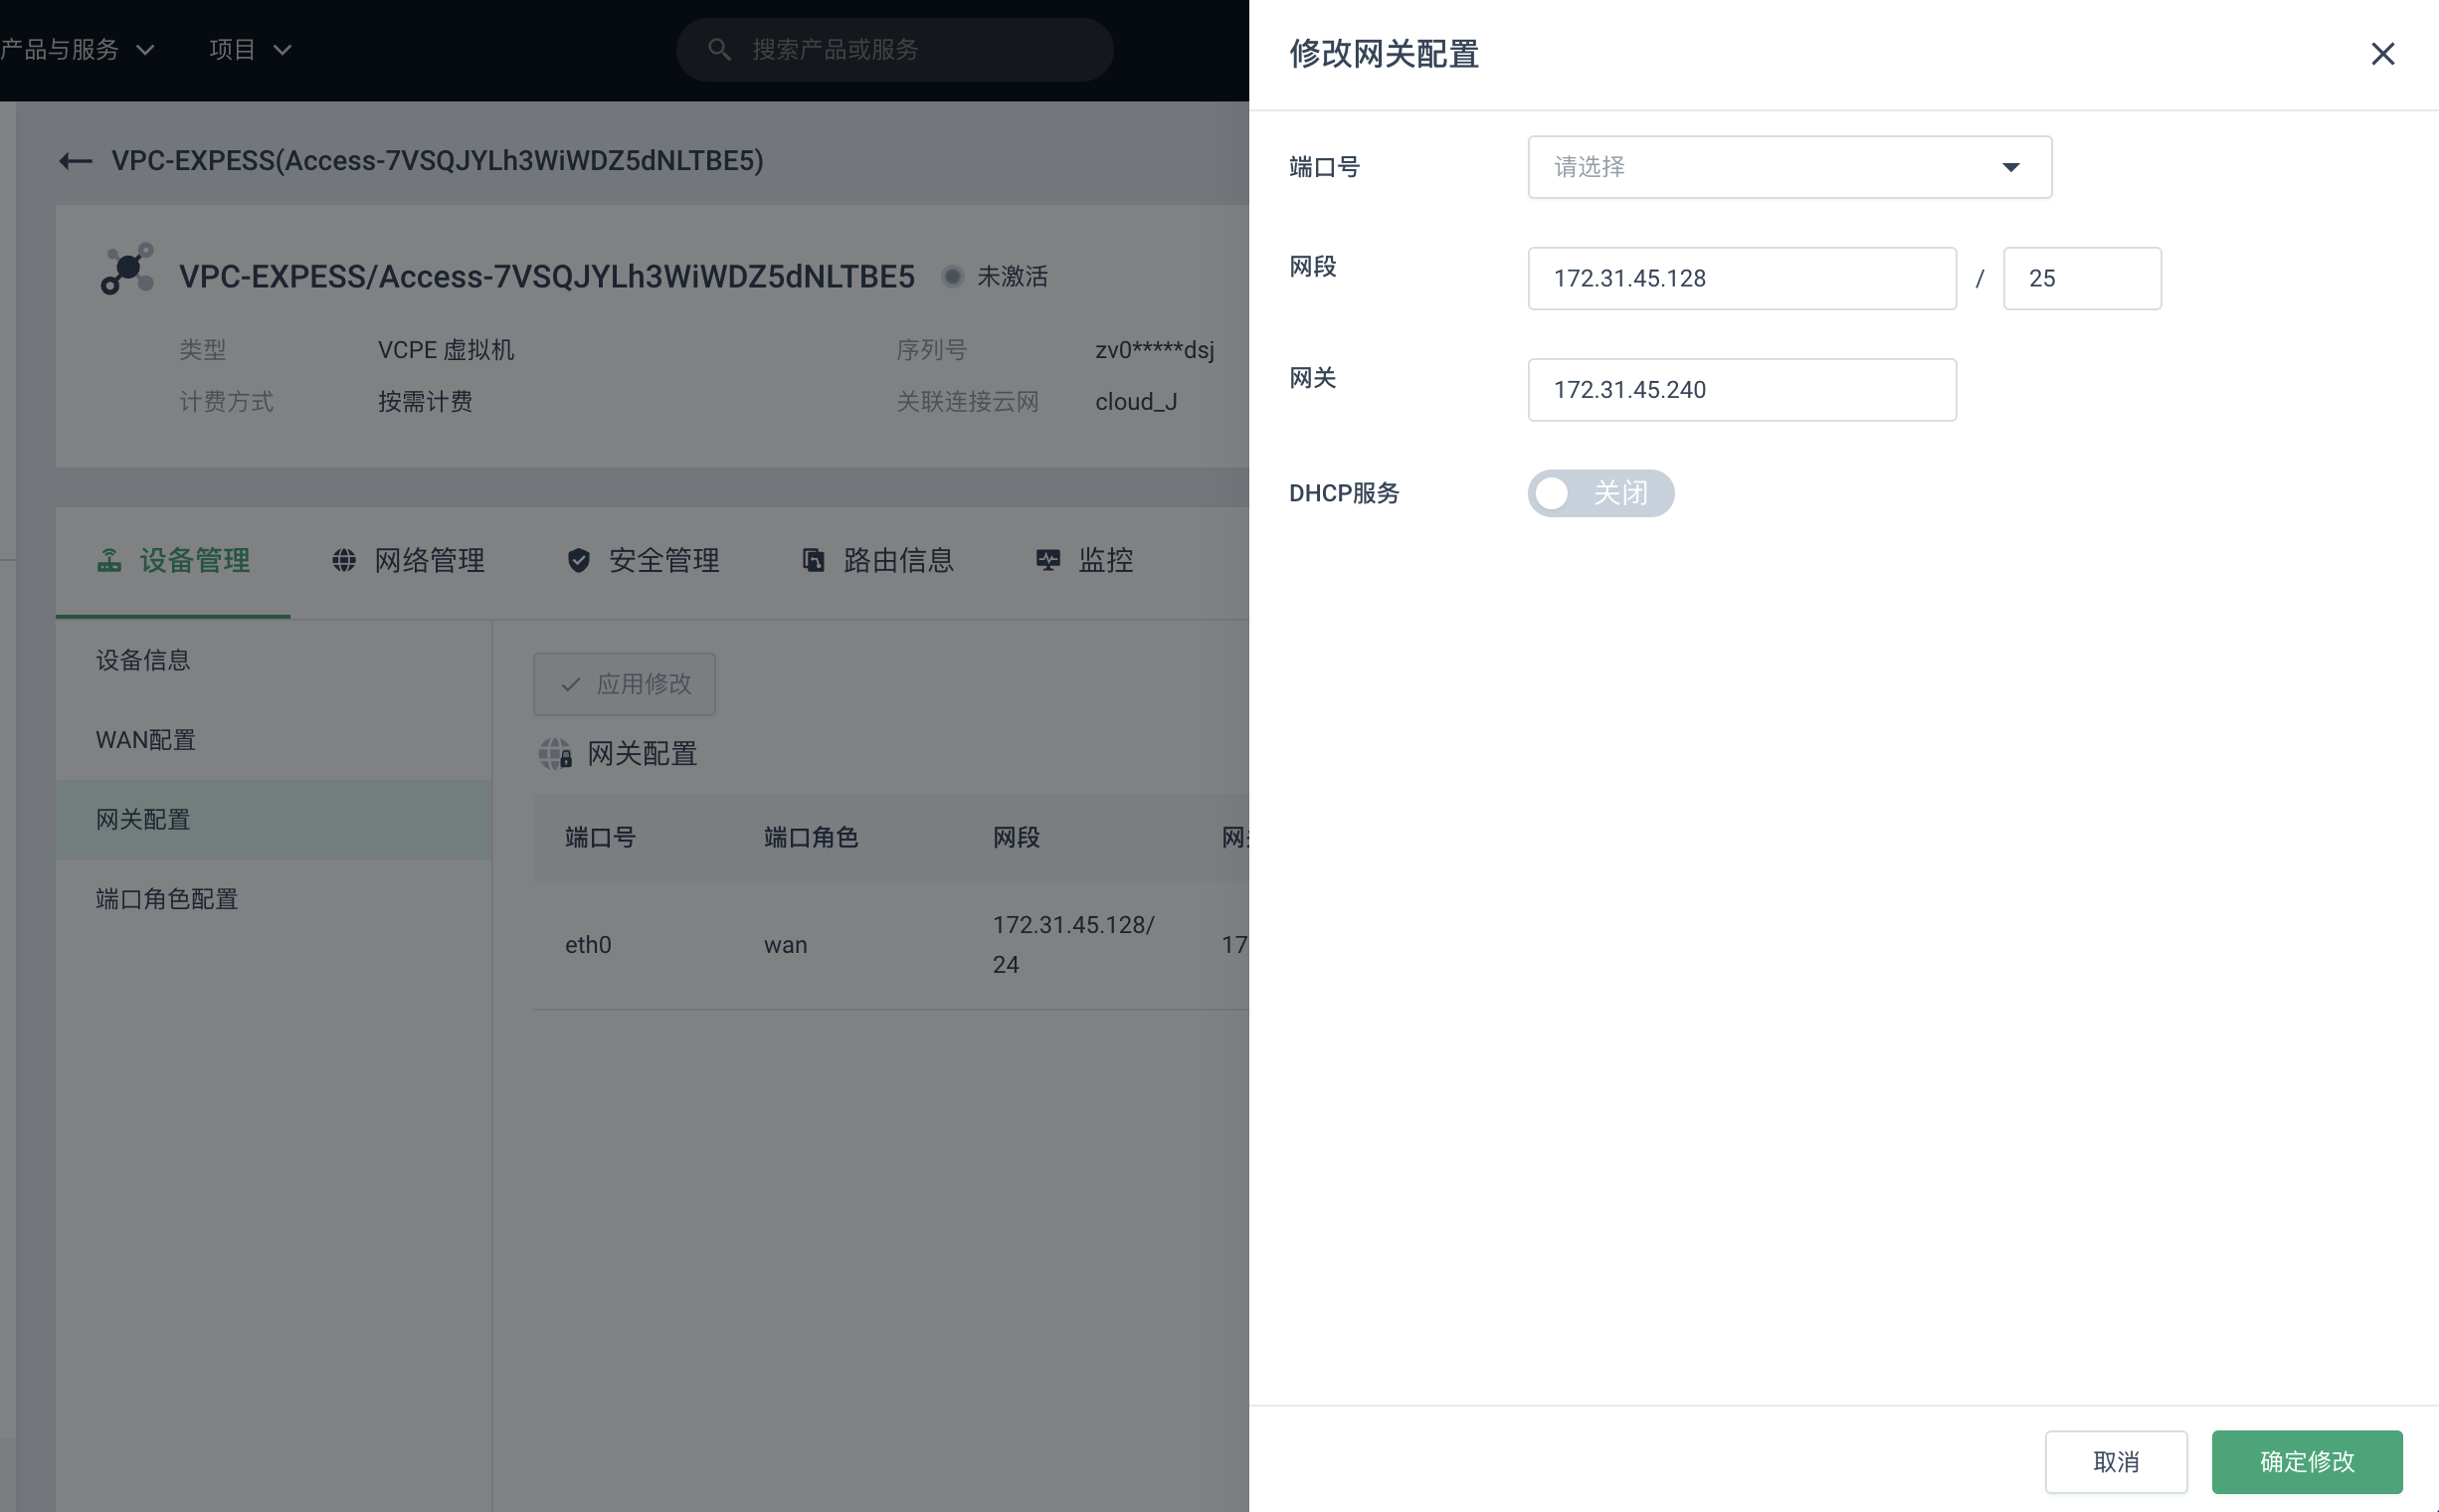 产品与服务
项目
搜索产品或服务
VPC-EXPESS(Access-7VSQJYLh3WiWDZ5dNLTBE5)
VPC-EXPESS/Access-7VSQJYLh3WiWDZ5dNLTBE5
未激活
类型
VCPE 虚拟机
序列号
zv0*****dsj
计费方式
按需计费
关联连接云网
cloud_J
设备管理
网络管理
安全管理
路由信息
监控
设备信息
WAN配置
网关配置
端口角色配置
应用修改
网关配置
端口号
端口角色
网段
网
eth0
wan
172.31.45.128/
24
17
修改网关配置
端口号
请选择
网段
172.31.45.128
/
25
网关
172.31.45.240
DHCP服务
关闭
取消
确定修改